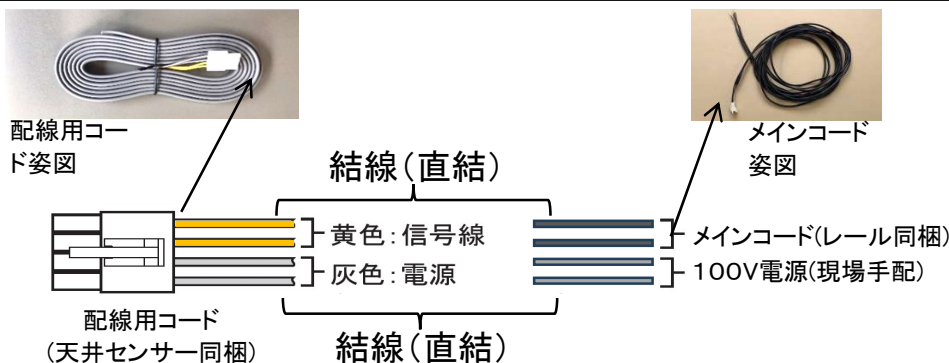 配線用コー
ド姿図
メインコード
姿図
結線(直結)
黄色:信号線
灰色:電源
メインコード(レール同梱)
100V電源(現場手配)
配線用コード
(天井センサー同梱)
結線(直結)